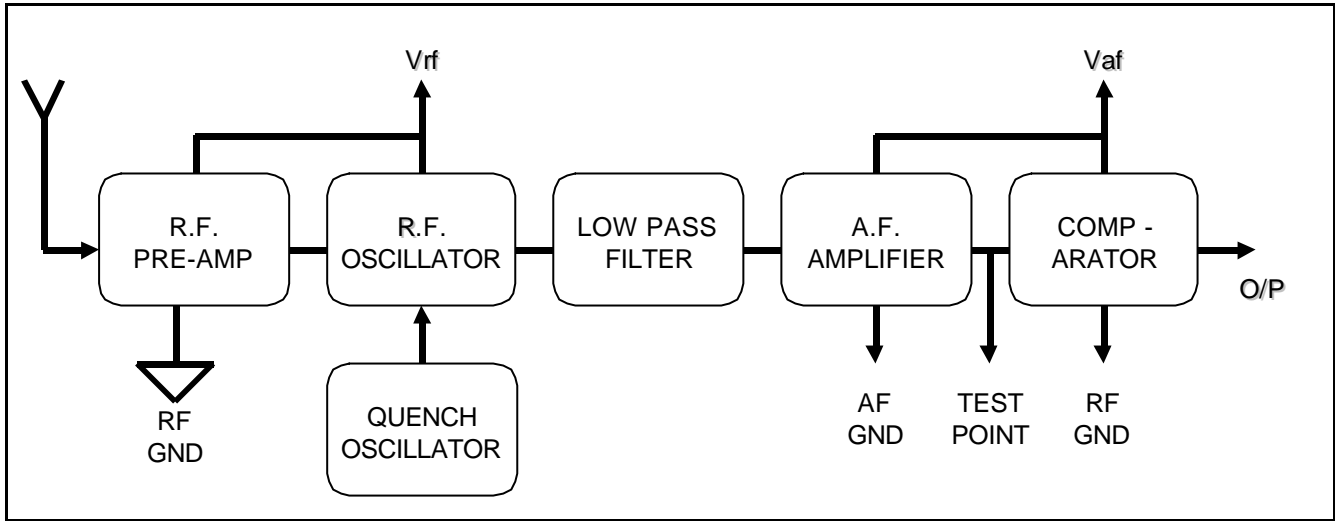 Vrf
Vaf
R.F.
PRE-AMP
R.F.
OSCILLATOR
LOW PASS
FILTER
A.F.
AMPLIFIER
COMP -
ARATOR
O/P
RF
GND
QUENCH
OSCILLATOR
AF
GND
TEST
POINT
RF
GND